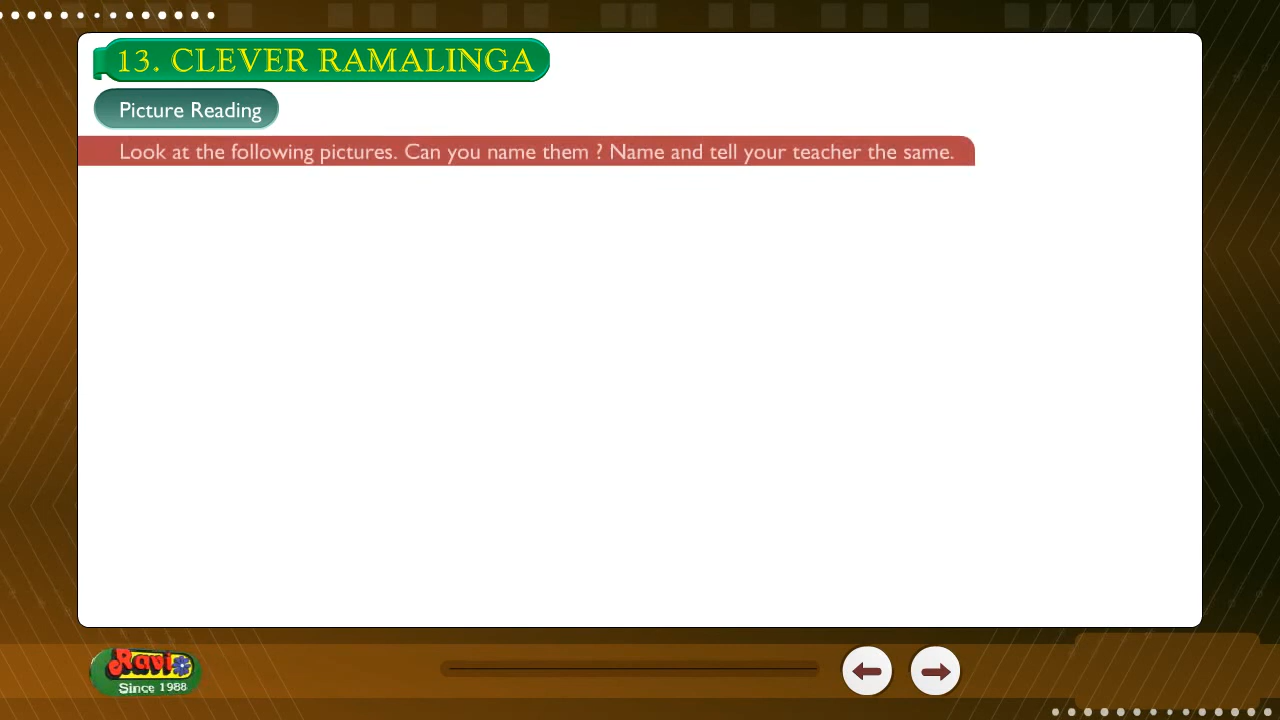 13. CLEVER RAMALINGA
Picture Reading
Look at the following pictures. Can you name them ? Name and tell your teacher the same.
Ravi
Since 1988